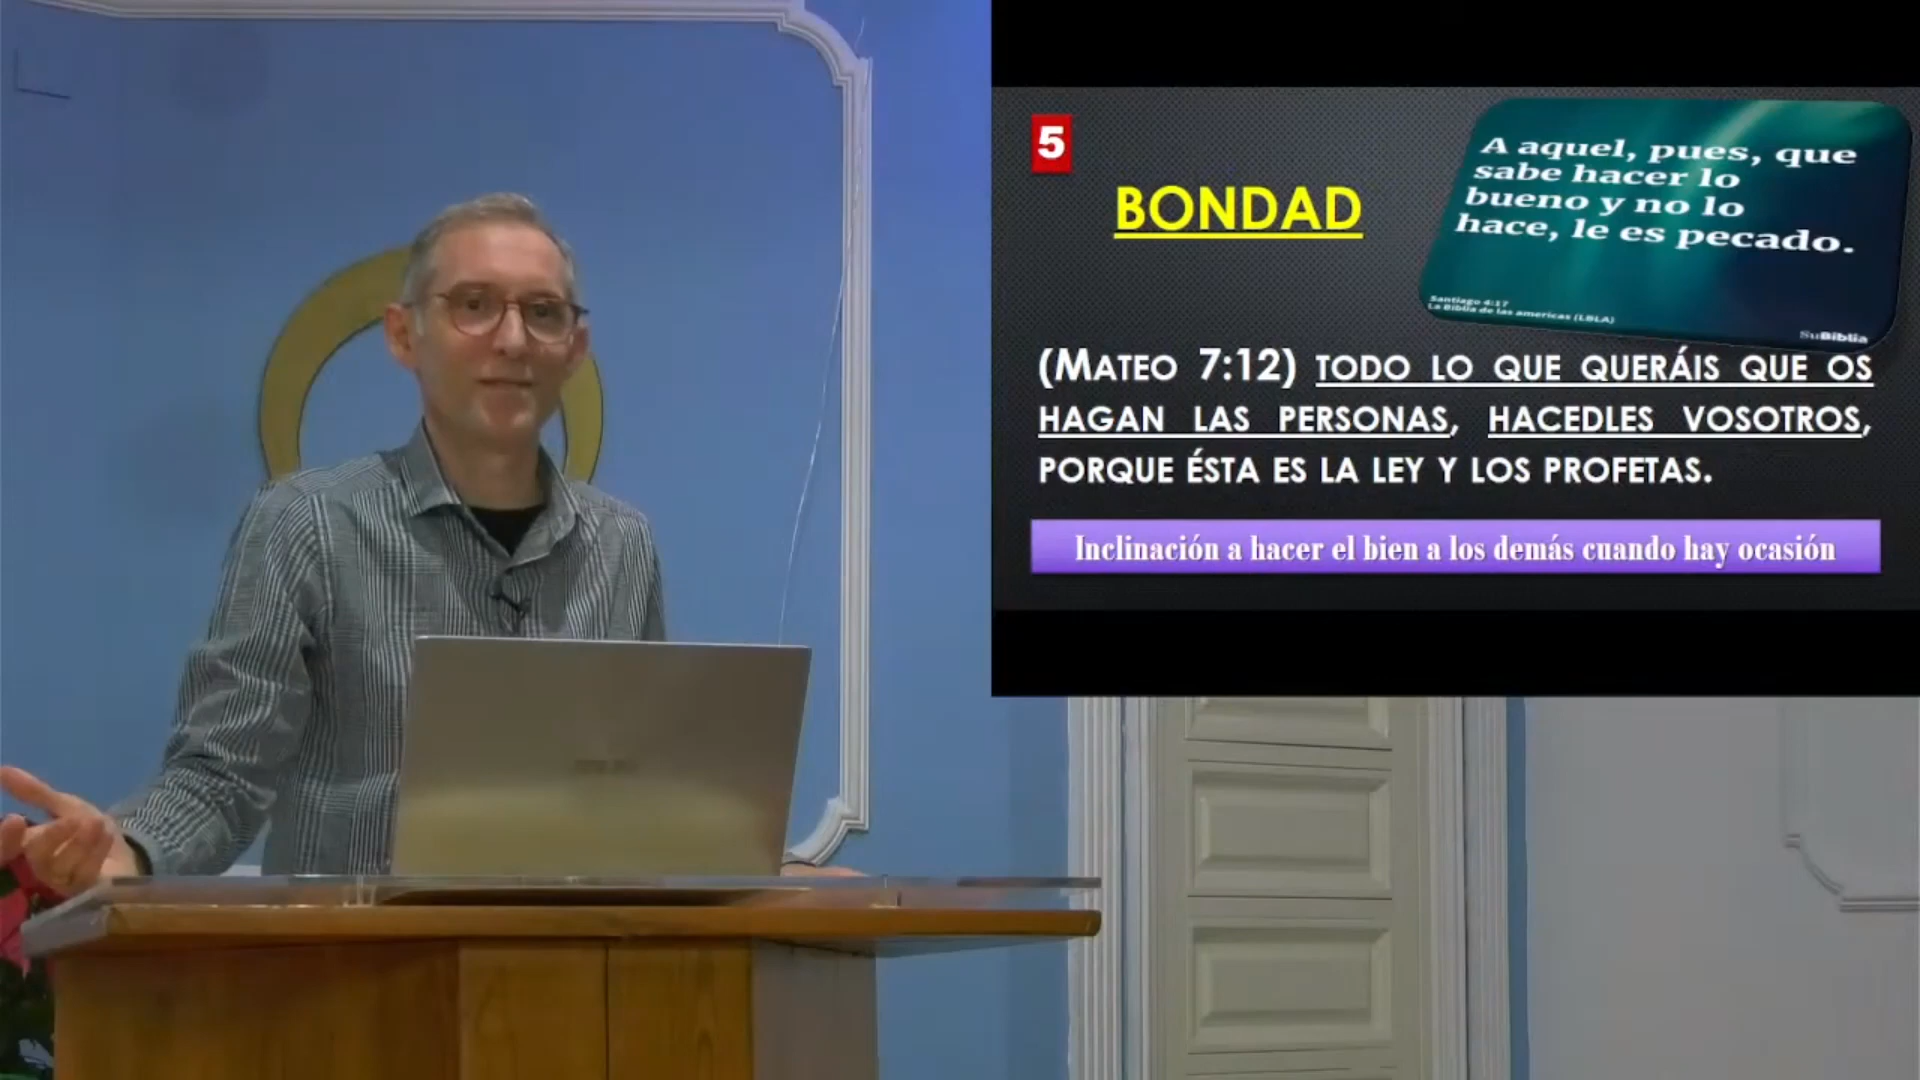 5
BONDAD
A aquel, pues, que
sabe hacer lo
bueno y no lo
hace, le es pecado.
Santiago 4:17
La Biblia de las americas (LBLA)
SuBiblia
(MATEO 7:12) TODO LO QUE QUERÁIS QUE OS
HAGAN LAS PERSONAS, HACEDLES VOSOTROS,
PORQUE ÉSTA ES LA LEY Y LOS PROFETAS.
Inclinación a hacer el bien a los demás cuando hay ocasión